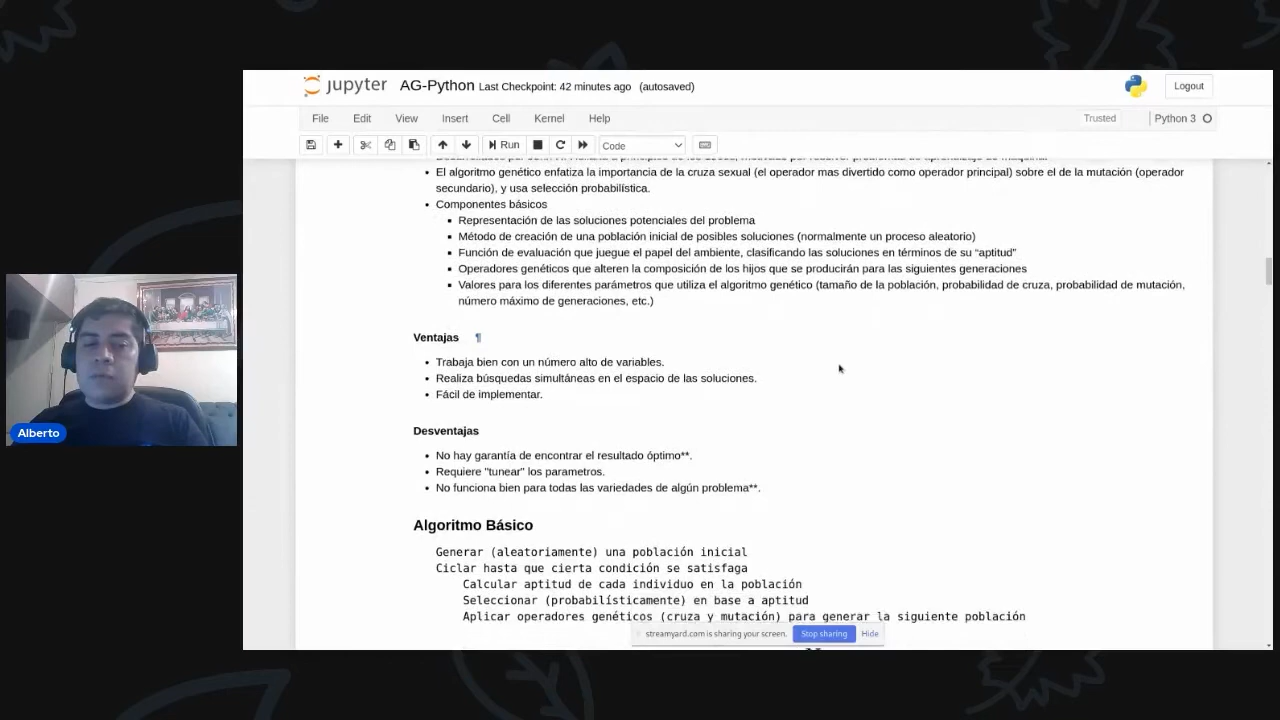 jupyter AG-Python Last Checkpoint: 42 minutes ago (autosaved)
Logout
File Edit View Insert Cell Kernel Help
Trusted
Python 3
Run
Code
El algoritmo genético enfatiza la importancia de la cruza sexual (el operador mas divertido como operador principal) sobre el de la mutación (operador
secundario), y usa selección probabilística.
Componentes básicos
Representación de las soluciones potenciales del problema
Método de creación de una población inicial de posibles soluciones (normalmente un proceso aleatorio)
Función de evaluación que juegue el papel del ambiente, clasificando las soluciones en términos de su “aptitud”
Operadores genéticos que alteren la composición de los hijos que se producirán para las siguientes generaciones
Valores para los diferentes parámetros que utiliza el algoritmo genético (tamaño de la población, probabilidad de cruza, probabilidad de mutación,
número máximo de generaciones, etc.)
Ventajas ¶
Trabaja bien con un número alto de variables.
Realiza búsquedas simultáneas en el espacio de las soluciones.
Fácil de implementar.
Desventajas
No hay garantía de encontrar el resultado óptimo**.
Requiere "tunear" los parametros.
No funciona bien para todas las variedades de algún problema**.
Algoritmo Básico
Generar (aleatoriamente) una población inicial
Ciclar hasta que cierta condición se satisfaga
Calcular aptitud de cada individuo en la población
Seleccionar (probabilísticamente) en base a aptitud
Aplicar operadores genéticos (cruza y mutación) para generar la siguiente población
streamyard.com is sharing your screen. Stop sharing Hide
Alberto